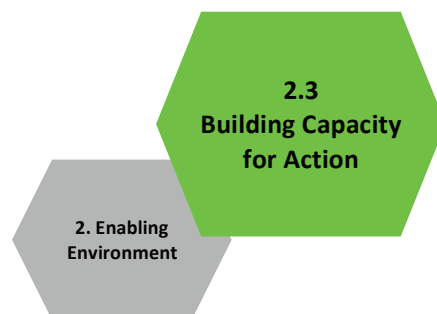 2.3
Building Capacity
for Action
2. Enabling
Environment